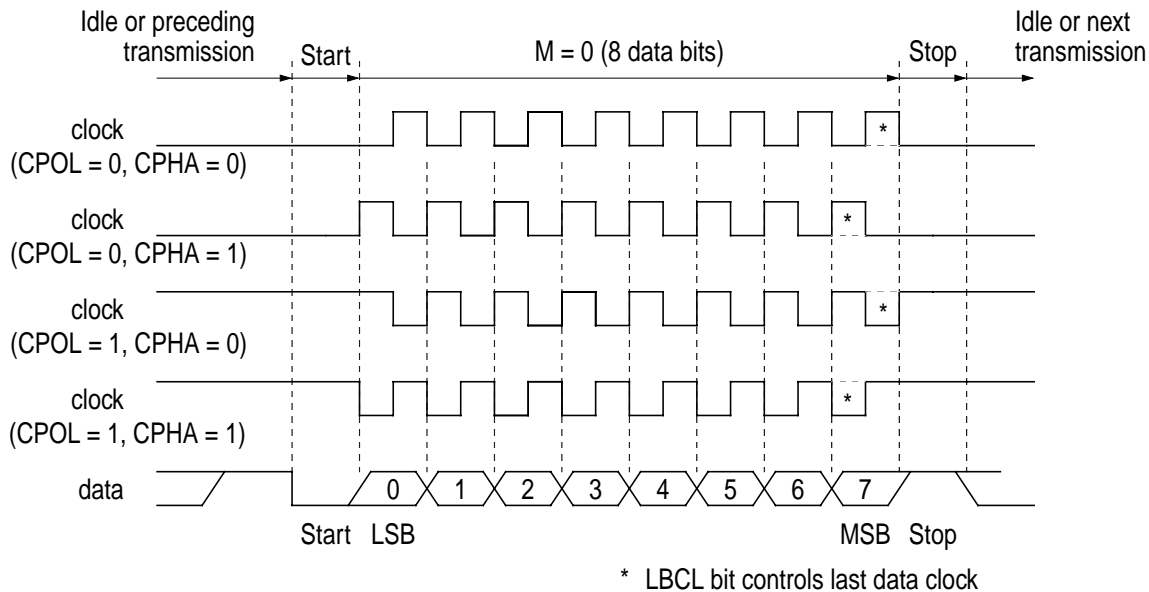 Idle or preceding
transmission
Start
M = 0 (8 data bits)
Stop
Idle or next
transmission
clock
(CPOL = 0, CPHA = 0)
*
clock
(CPOL = 0, CPHA = 1)
*
clock
(CPOL = 1, CPHA = 0)
*
clock
(CPOL = 1, CPHA = 1)
*
data
0 1 2 3 4 5 6 7
Start LSB MSB Stop
* LBCL bit controls last data clock